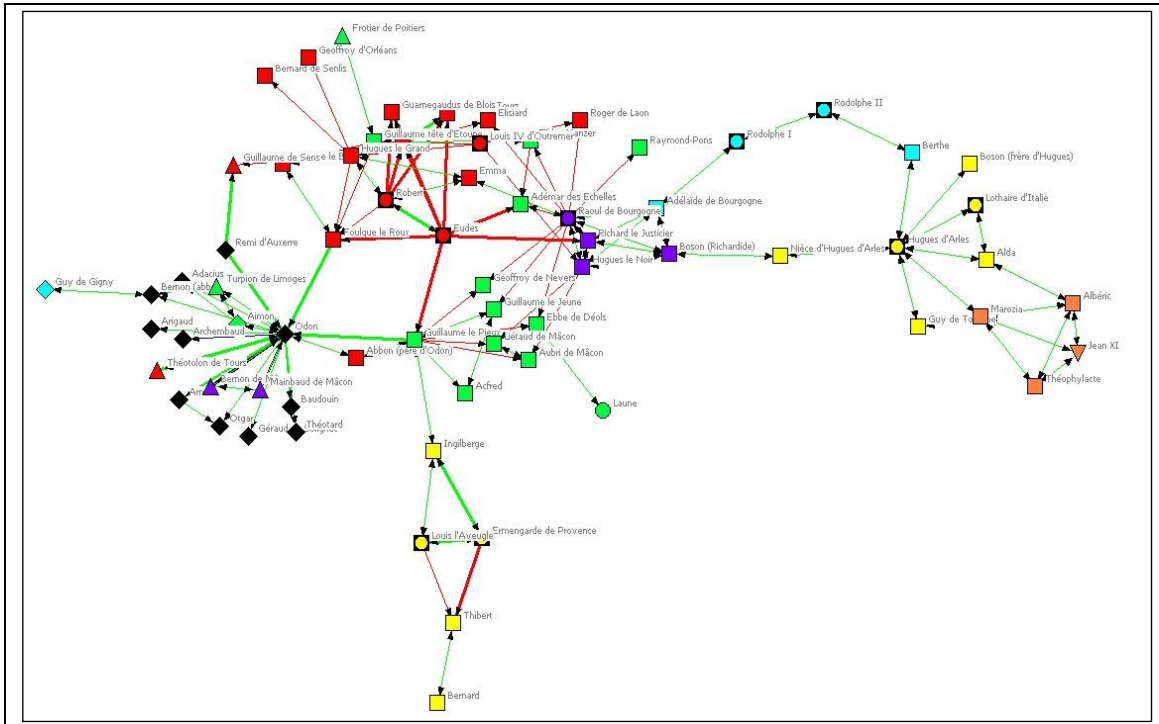 Frotier de Poitiers
Geoffroy d'Orléans
Bernard de Senlis
Guarnegaudus de Blois
Elisiard
Roger de Laon
Guillaume tête d'Etoupe
Louis IV d'Outremer
Hugues le Grand
Raymond-Pons
Rodolphe II
Rodolphe I
Berthe
Boson (frère d'Hugues)
Guillaume de
Emma
Robert
Adémar des Echelles
Raoul de Bourgogne
Adélaïde de Bourgogne
Lothaire d'Italie
Foulque le Roux
Eudes
Richard le Justicier
Hugues le Noir
Boson (Richardide)
Nièce d'Hugues d'Arles
Hugues d'Arles
Alda
Remi d'Auxerre
Guy de Gigny
Adacius
Bernon
Turpion de Limoges
Geoffroy de Nevers
Guillaume le Jeune
Albéric
Marozia
Arigaud
Aimon
Archembaud
Odon
Guillaume le Pieux
Ebbe de Déols
Liétaud de Mâcon
Guy de
Jean XI
Abbon (père d'Odon)
Aubri de Mâcon
Théotolon de Tours
Théophylacte
Bernon de
Mainbaud de Mâcon
Acfred
Baudouin
Laune
Otgar
Géraud
Théotard
Ingilberge
Ermengarde de Provence
Louis l'Aveugle
Thibert
Bernard